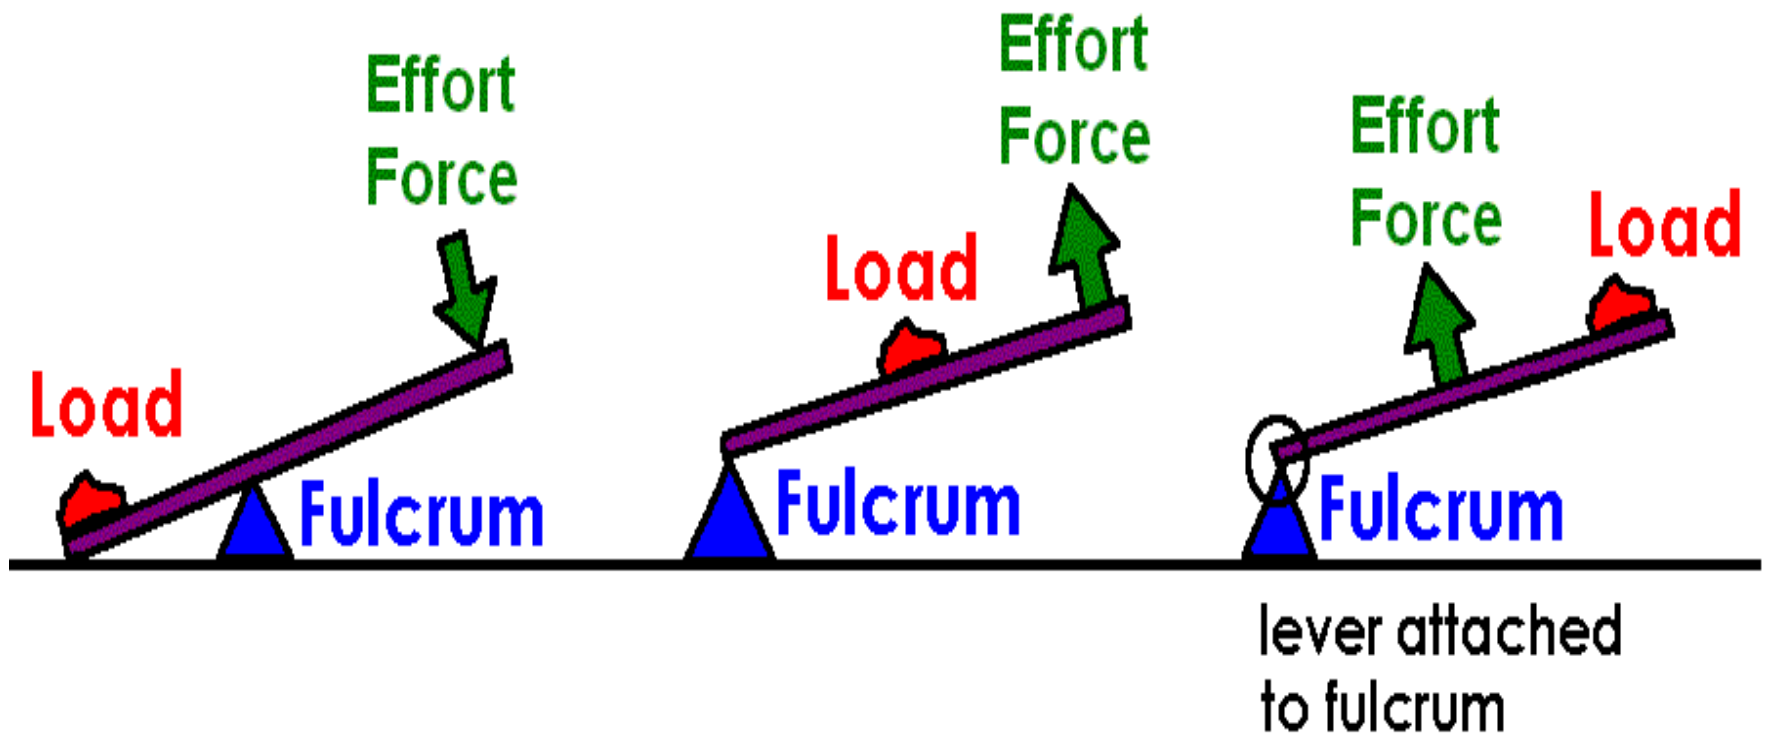 Effort
Force
Load
Fulcrum
Effort
Force
Load
Fulcrum
Effort
Force
Load
Fulcrum
lever attached
to fulcrum